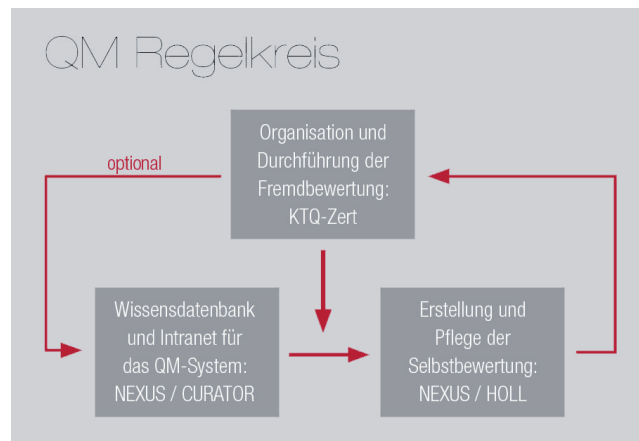 QM Regelkreis
Organisation und
Durchführung der
Fremdbewertung:
KTQ-Zert
optional
Wissensdatenbank
und Intranet für
das QM-System:
NEXUS / CURATOR
Erstellung und
Pflege der
Selbstbewertung:
NEXUS / HOLL